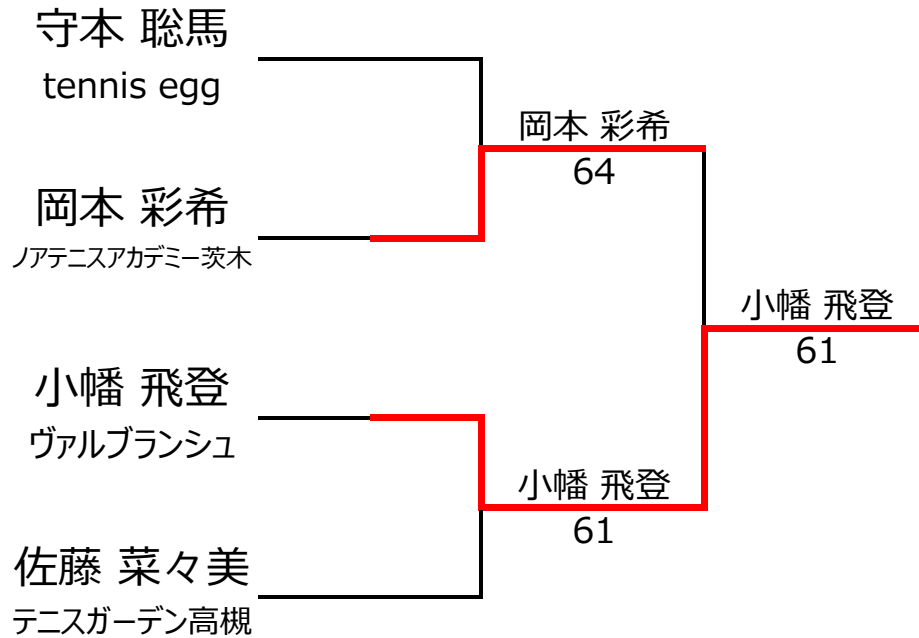 守本 聡馬
tennis egg
岡本 彩希
64
岡本 彩希
ノアテニスアカデミー茨木
小幡 飛登
61
小幡 飛登
ヴァルブランシュ
小幡 飛登
61
佐藤 菜々美
テニスガーデン高槻